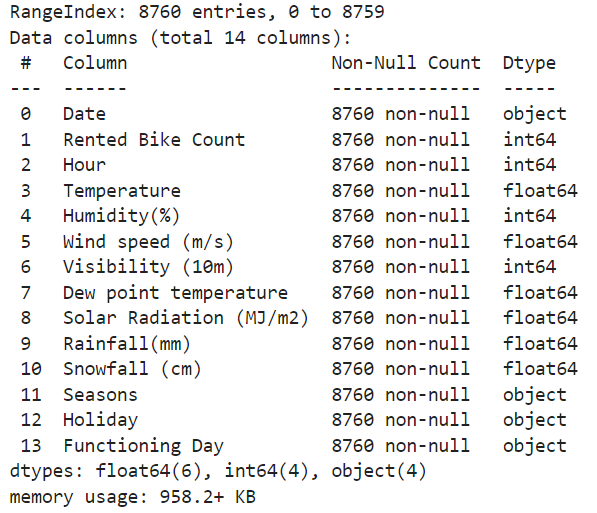 RangeIndex: 8760 entries, 0 to 8759
Data columns (total 14 columns):
 #   Column                     Non-Null Count  Dtype
---  ------                     --------------  -----
 0   Date                       8760 non-null   object
 1   Rented Bike Count          8760 non-null   int64
 2   Hour                       8760 non-null   int64
 3   Temperature                8760 non-null   float64
 4   Humidity(%)                8760 non-null   int64
 5   Wind speed (m/s)           8760 non-null   float64
 6   Visibility (10m)           8760 non-null   int64
 7   Dew point temperature      8760 non-null   float64
 8   Solar Radiation (MJ/m2)    8760 non-null   float64
 9   Rainfall(mm)               8760 non-null   float64
 10  Snowfall (cm)              8760 non-null   float64
 11  Seasons                    8760 non-null   object
 12  Holiday                    8760 non-null   object
 13  Functioning Day            8760 non-null   object
dtypes: float64(6), int64(4), object(4)
memory usage: 958.2+ KB